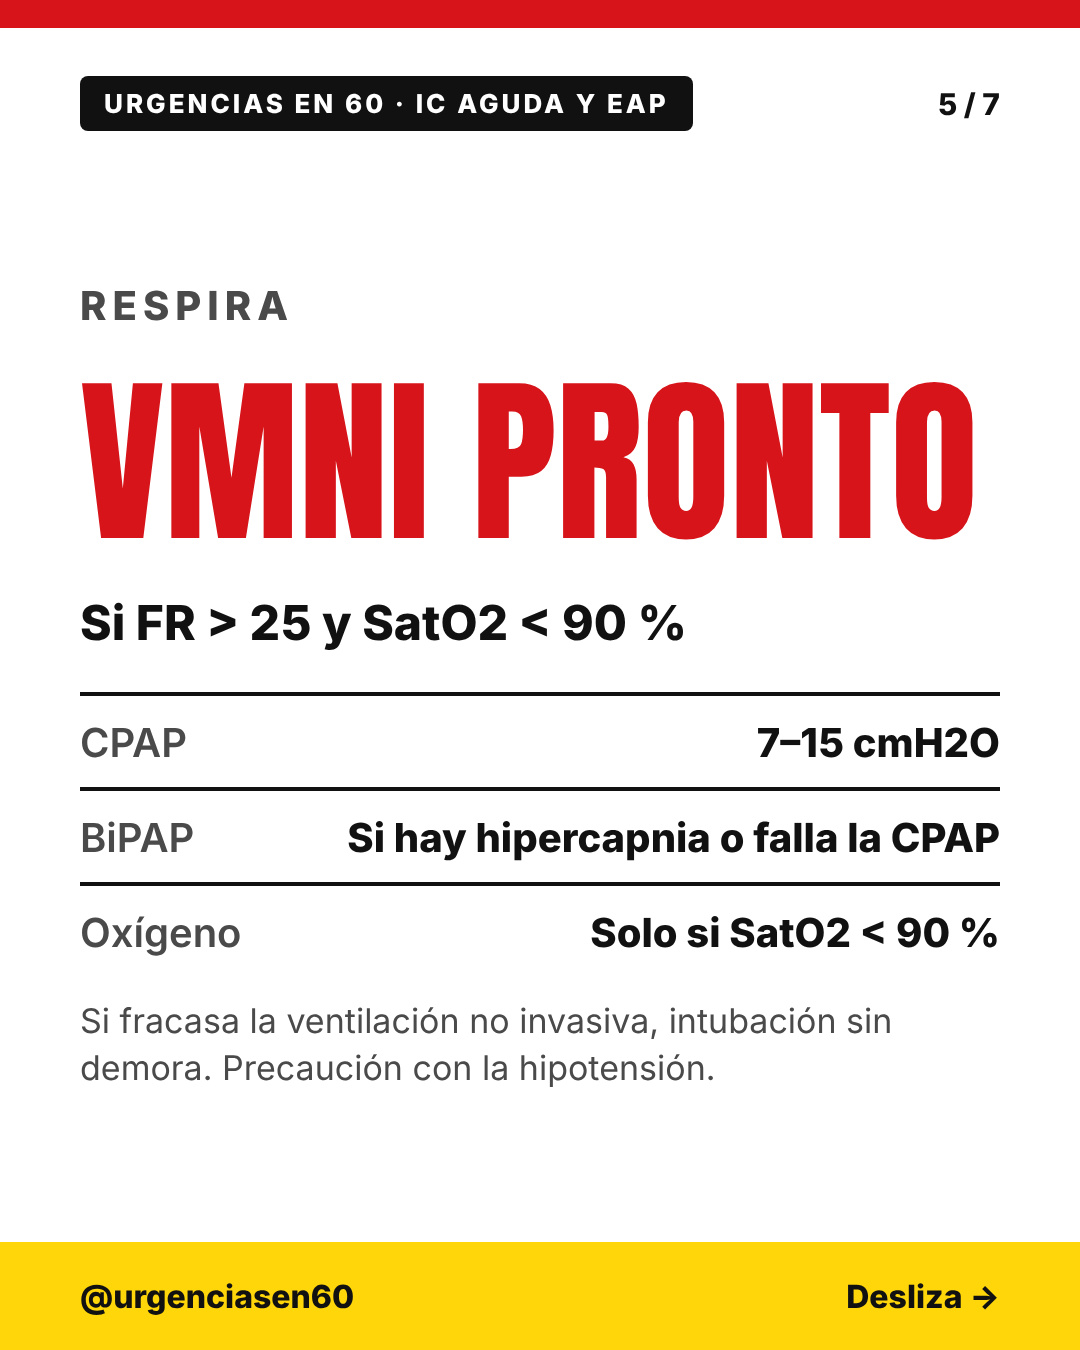 URGENCIAS EN 60 · IC AGUDA Y EAP
5 / 7
RESPIRA
VMNI PRONTO
Si FR > 25 y SatO2 < 90 %
CPAP 7–15 cmH2O
BiPAP Si hay hipercapnia o falla la CPAP
Oxígeno Solo si SatO2 < 90 %
Si fracasa la ventilación no invasiva, intubación sin
demora. Precaución con la hipotensión.
@urgenciasen60
Desliza →